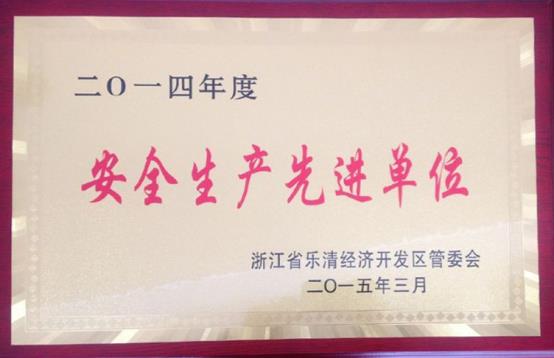 二〇一四年度
安全生产先进单位
浙江省乐清经济开发区管委会
二〇一五年三月